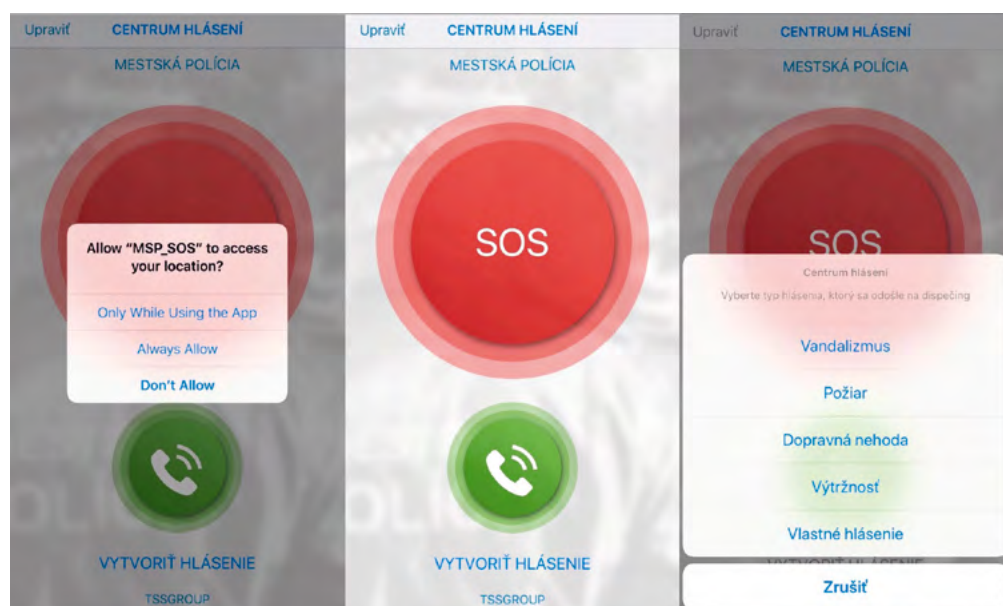 Upraviť CENTRUM HLÁSENÍ
MESTSKÁ POLÍCIA
Allow “MSP_SOS” to access
your location?
Only While Using the App
Always Allow
Don't Allow
VYTVORIŤ HLÁSENIE
TSSGROUP
Upraviť CENTRUM HLÁSENÍ
MESTSKÁ POLÍCIA
SOS
VYTVORIŤ HLÁSENIE
TSSGROUP
Upraviť CENTRUM HLÁSENÍ
MESTSKÁ POLÍCIA
SOS
Centrum hlásení
Vyberte typ hlásenia, ktorý sa odošle na dispečing
Vandalizmus
Požiar
Dopravná nehoda
Výtržnosť
Vlastné hlásenie
Zrušiť